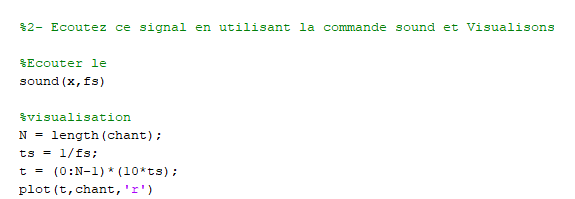 %2- Ecoutez ce signal en utilisant la commande sound et Visualisons
%Ecouter le
sound(x,fs)
%visualisation
N = length(chant);
ts = 1/fs;
t = (0:N-1)*(10*ts);
plot(t,chant,'r')